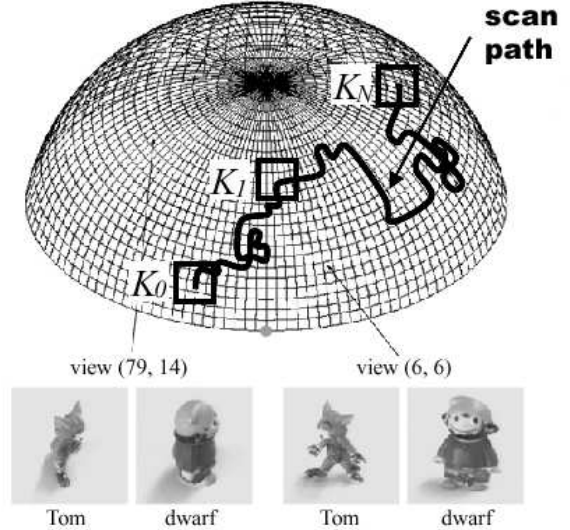 scan
path
K_N
K_1
K_0
view (79, 14)
view (6, 6)
Tom
dwarf
Tom
dwarf